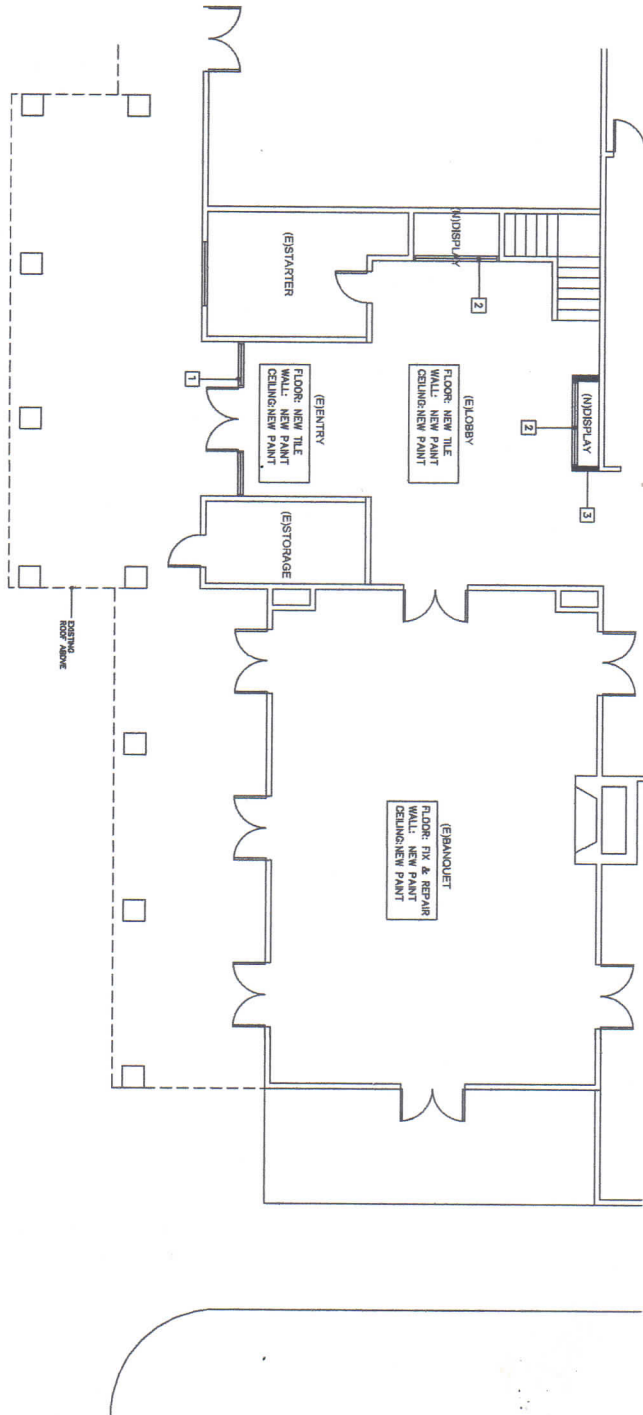 (N)DISPLAY
2
3
(N)DISPLAY
2
(E)LOBBY
FLOOR: NEW TILE
WALL: NEW PAINT
CEILING:NEW PAINT
(E)STARTER
(E)ENTRY
FLOOR: NEW TILE
WALL: NEW PAINT
CEILING:NEW PAINT
1
(E)STORAGE
(E)BANQUET
FLOOR: FIX & REPAIR
WALL: NEW PAINT
CEILING:NEW PAINT
EXISTING
ROOF ABOVE